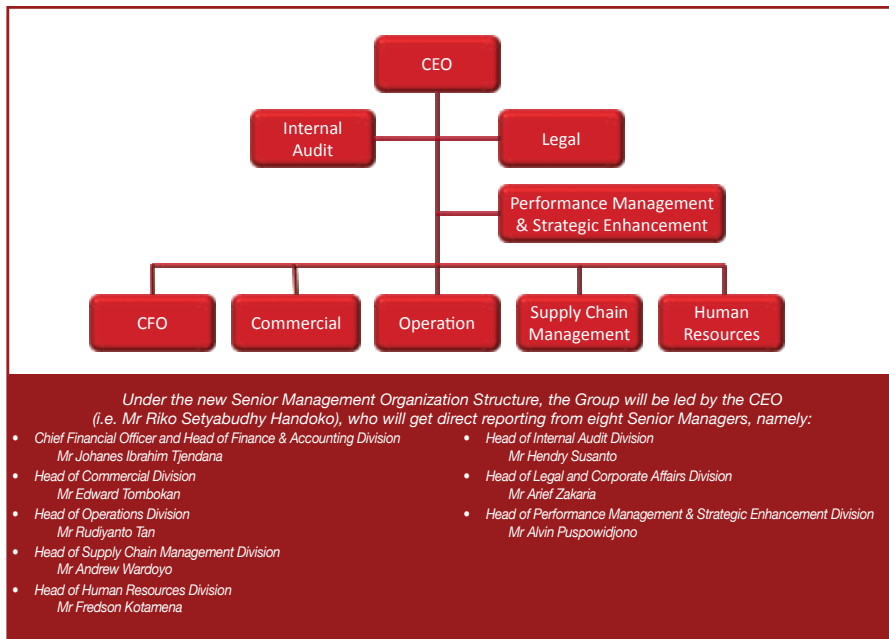 CEO
Internal
Audit
Legal
Performance Management
& Strategic Enhancement
CFO
Commercial
Operation
Supply Chain
Management
Human
Resources
Under the new Senior Management Organization Structure, the Group will be led by the CEO
(i.e. Mr Riko Setyabudhy Handoko), who will get direct reporting from eight Senior Managers, namely:
• Chief Financial Officer and Head of Finance & Accounting Division
Mr Johanes Ibrahim Tjendana
• Head of Commercial Division
Mr Edward Tombokan
• Head of Operations Division
Mr Rudiyanto Tan
• Head of Supply Chain Management Division
Mr Andrew Wardoyo
• Head of Human Resources Division
Mr Fredson Kotamena
• Head of Internal Audit Division
Mr Hendry Susanto
• Head of Legal and Corporate Affairs Division
Mr Arief Zakaria
• Head of Performance Management & Strategic Enhancement Division
Mr Alvin Puspowidjono